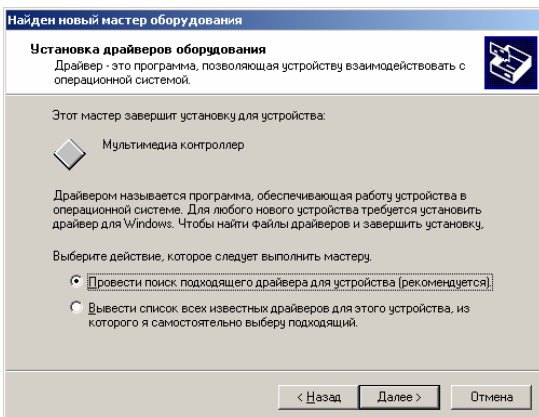 Найден новый мастер оборудования
Установка драйверов оборудования
Драйвер - это программа, позволяющая устройству взаимодействовать с
операционной системой.
Этот мастер завершит установку для устройства:
Мультимедиа контроллер
Драйвером называется программа, обеспечивающая работу устройства в
операционной системе. Для любого нового устройства требуется установить
драйвер для Windows. Чтобы найти файлы драйверов и завершить установку,
Выберите действие, которое следует выполнить мастеру.
Провести поиск подходящего драйвера для устройства (рекомендуется).
Вывести список всех известных драйверов для этого устройства, из
которого я самостоятельно выберу подходящий.
< Назад Далее > Отмена